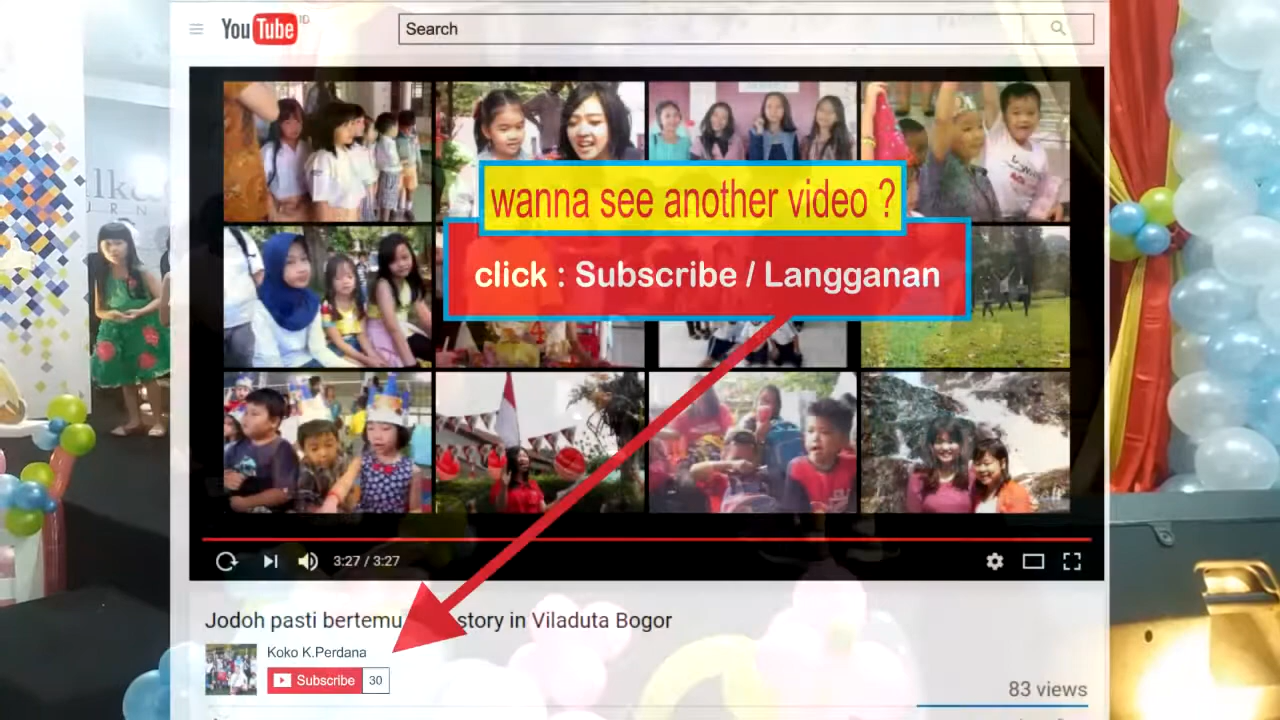 YouTube ID
Search
wanna see another video ?
click : Subscribe / Langganan
3:27 / 3:27
Jodoh pasti bertemu story in Viladuta Bogor
Koko K.Perdana
Subscribe 30
83 views